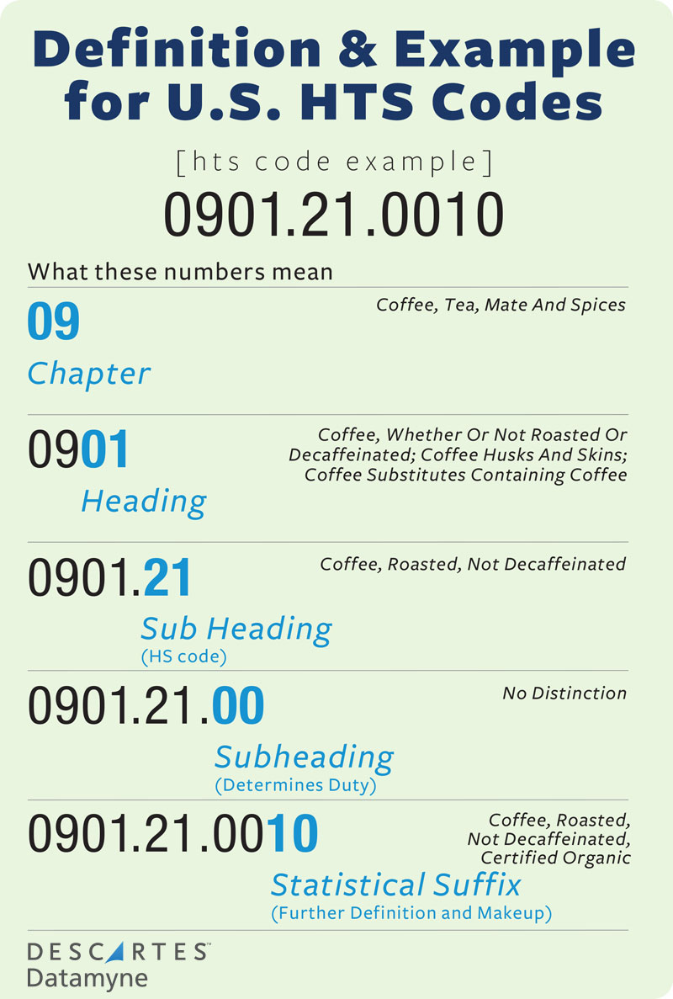 Definition & Example
for U.S. HTS Codes
[hts code example]
0901.21.0010
What these numbers mean
09
Coffee, Tea, Mate And Spices
Chapter
0901
Coffee, Whether Or Not Roasted Or
Decaffeinated; Coffee Husks And Skins;
Coffee Substitutes Containing Coffee
Heading
0901.21
Coffee, Roasted, Not Decaffeinated
Sub Heading
(HS code)
0901.21.00
No Distinction
Subheading
(Determines Duty)
0901.21.0010
Coffee, Roasted,
Not Decaffeinated,
Certified Organic
Statistical Suffix
(Further Definition and Makeup)
DESCARTES™
Datamyne